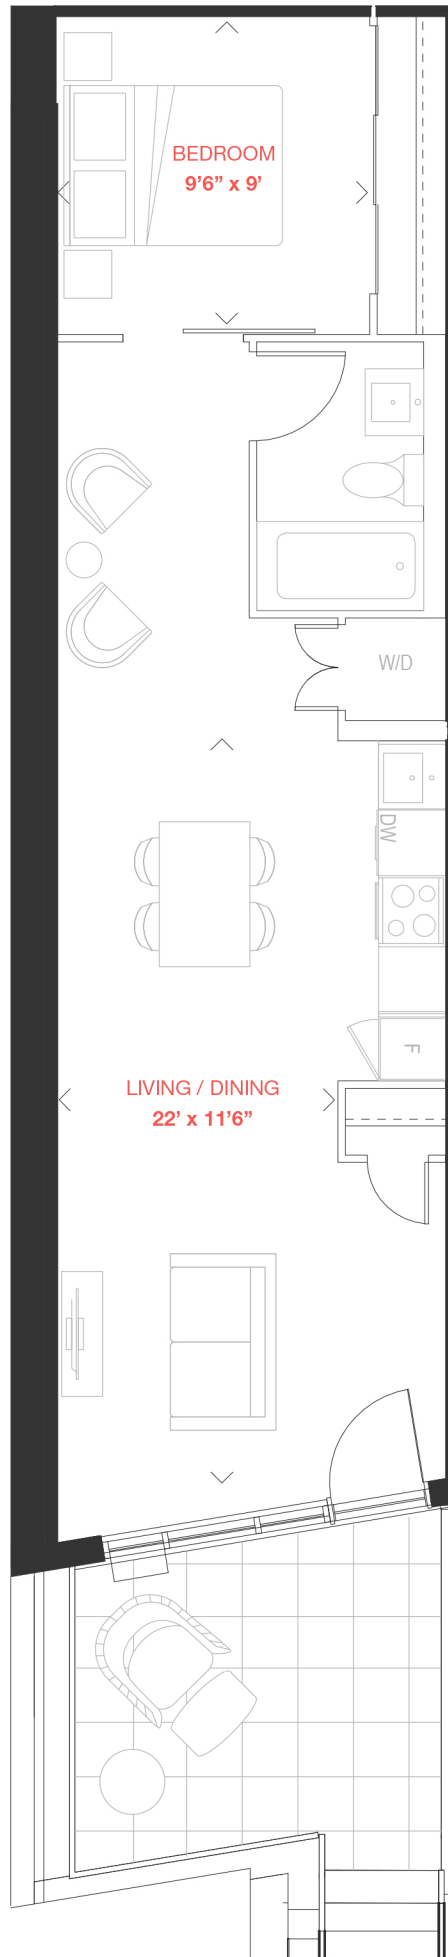 BEDROOM
9’6” x 9’
W/D
DW
F
LIVING / DINING
22’ x 11’6”